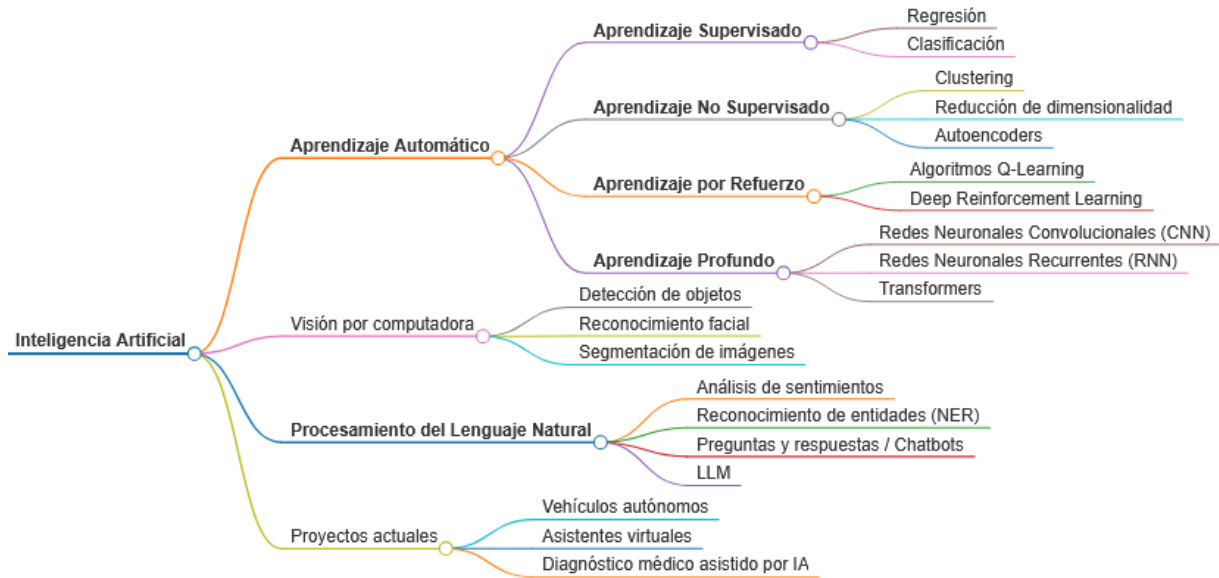 Inteligencia Artificial
Aprendizaje Automático
Aprendizaje Supervisado
Regresión
Clasificación
Aprendizaje No Supervisado
Clustering
Reducción de dimensionalidad
Autoencoders
Aprendizaje por Refuerzo
Algoritmos Q-Learning
Deep Reinforcement Learning
Aprendizaje Profundo
Redes Neuronales Convolucionales (CNN)
Redes Neuronales Recurrentes (RNN)
Transformers
Visión por computadora
Detección de objetos
Reconocimiento facial
Segmentación de imágenes
Procesamiento del Lenguaje Natural
Análisis de sentimientos
Reconocimiento de entidades (NER)
Preguntas y respuestas / Chatbots
LLM
Proyectos actuales
Vehículos autónomos
Asistentes virtuales
Diagnóstico médico asistido por IA